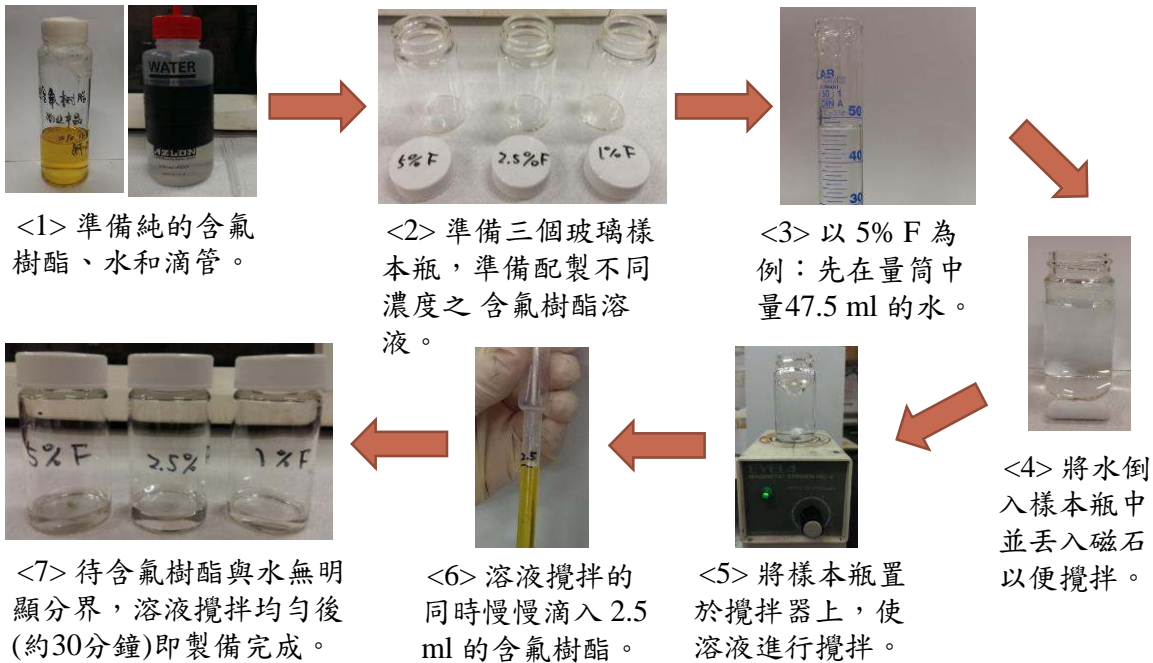 WATER
AZLON
5% F
2.5% F
1% F
50
40
30
<1> 準備純的含氟
樹酯、水和滴管。
<2> 準備三個玻璃樣
本瓶，準備配製不同
濃度之 含氟樹酯溶
液。
<3> 以 5% F 為
例：先在量筒中
量47.5 ml 的水。
<4> 將水倒
入樣本瓶中
並丟入磁石
以便攪拌。
EYELA
<5> 將樣本瓶置
於攪拌器上，使
溶液進行攪拌。
2.5
<6> 溶液攪拌的
同時慢慢滴入 2.5
ml 的含氟樹酯。
5% F
2.5%
1% F
<7> 待含氟樹酯與水無明
顯分界，溶液攪拌均勻後
(約30分鐘)即製備完成。